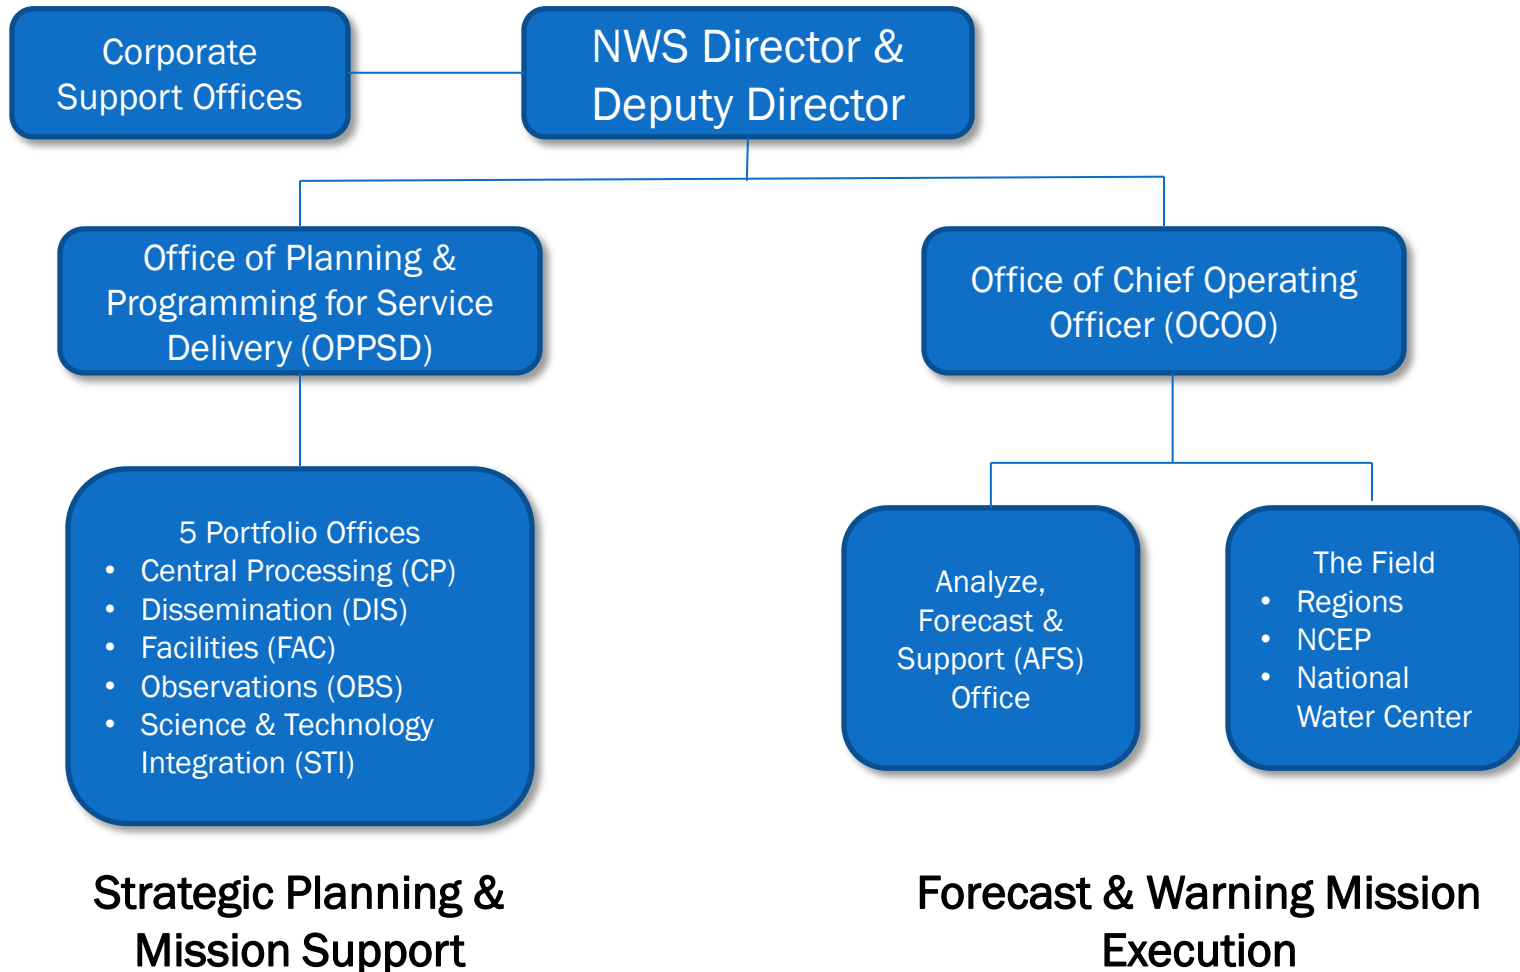 Corporate
Support Offices
NWS Director &
Deputy Director
Office of Planning &
Programming for Service
Delivery (OPPSD)
Office of Chief Operating
Officer (OCOO)
5 Portfolio Offices
• Central Processing (CP)
• Dissemination (DIS)
• Facilities (FAC)
• Observations (OBS)
• Science & Technology
Integration (STI)
Analyze,
Forecast &
Support (AFS)
Office
The Field
• Regions
• NCEP
• National
Water Center
Strategic Planning &
Mission Support
Forecast & Warning Mission
Execution